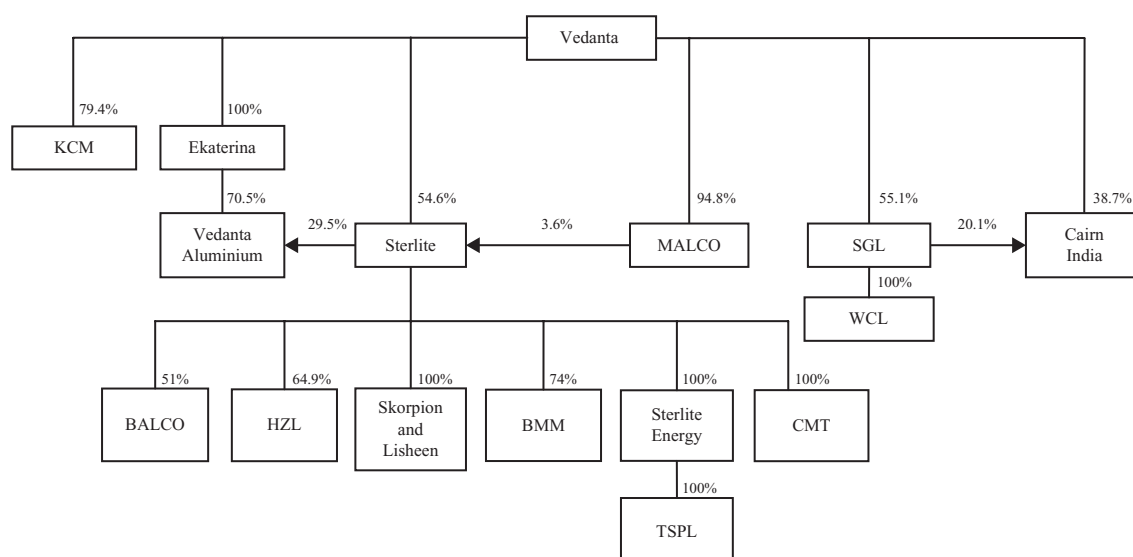 Vedanta
79.4%
100%
KCM
Ekaterina
70.5%
54.6%
94.8%
55.1%
38.7%
29.5%
3.6%
20.1%
Vedanta
Aluminium
Sterlite
MALCO
SGL
Cairn
India
100%
WCL
51%
64.9%
100%
74%
100%
100%
BALCO
HZL
Skorpion
and
Lisheen
BMM
Sterlite
Energy
CMT
100%
TSPL